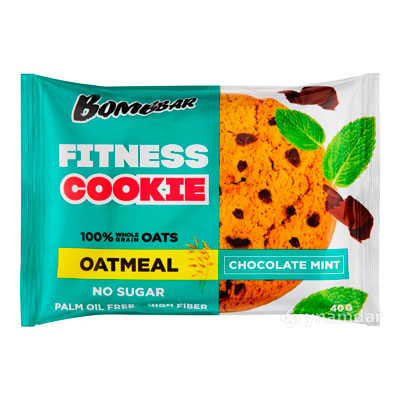 BOMBBAR
FITNESS
COOKIE
100% WHOLE GRAIN OATS
OATMEAL
CHOCOLATE MINT
NO SUGAR
PALM OIL FREE HIGH FIBER
40G